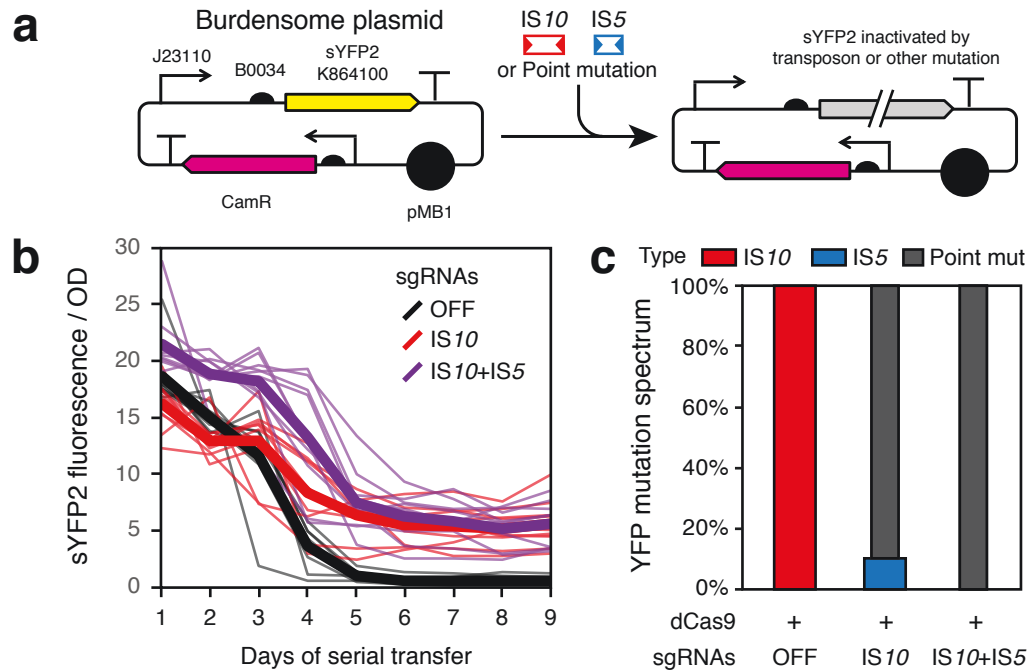 a
Burdensome plasmid
J23110
B0034
sYFP2
K864100
CamR
pMB1
IS10 IS5
or Point mutation
sYFP2 inactivated by
transposon or other mutation
b
sYFP2 fluorescence / OD
30
25
20
15
10
5
0
sgRNAs
OFF
IS10
IS10+IS5
1 2 3 4 5 6 7 8 9
Days of serial transfer
c
Type IS10 IS5 Point mut
YFP mutation spectrum
100%
80%
60%
40%
20%
0%
dCas9 + + +
sgRNAs OFF IS10 IS10+IS5